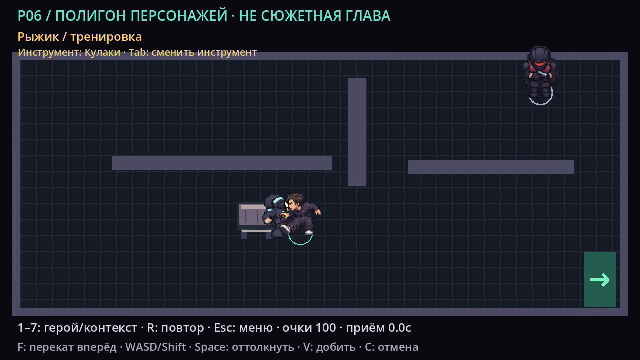 P06 / ПОЛИГОН ПЕРСОНАЖЕЙ · НЕ СЮЖЕТНАЯ ГЛАВА
Рыжик / тренировка
Инструмент: Кулаки · Tab: сменить инструмент
→
1–7: герой/контекст · R: повтор · Esc: меню · очки 100 · приём 0.0с
F: перекат вперёд · WASD/Shift · Space: оттолкнуть · V: добить · C: отмена